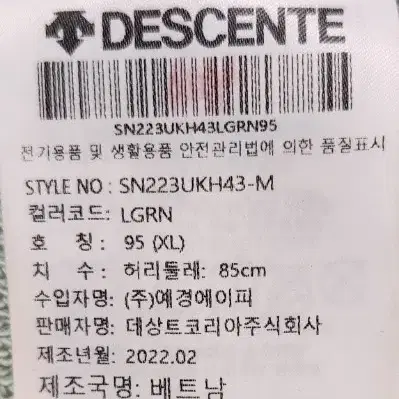 DESCENTE
SN223UKH43LGRN95
전기용품 및 생활용품 안전관리법에 의한 품질표시
STYLE NO : SN223UKH43-M
컬러코드: LGRN
호 칭 : 95 (XL)
치 수 : 허리둘레: 85cm
수입자명: (주)예경에이피
판매자명: 데상트코리아주식회사
제조년월: 2022.02
제조국명: 베트남